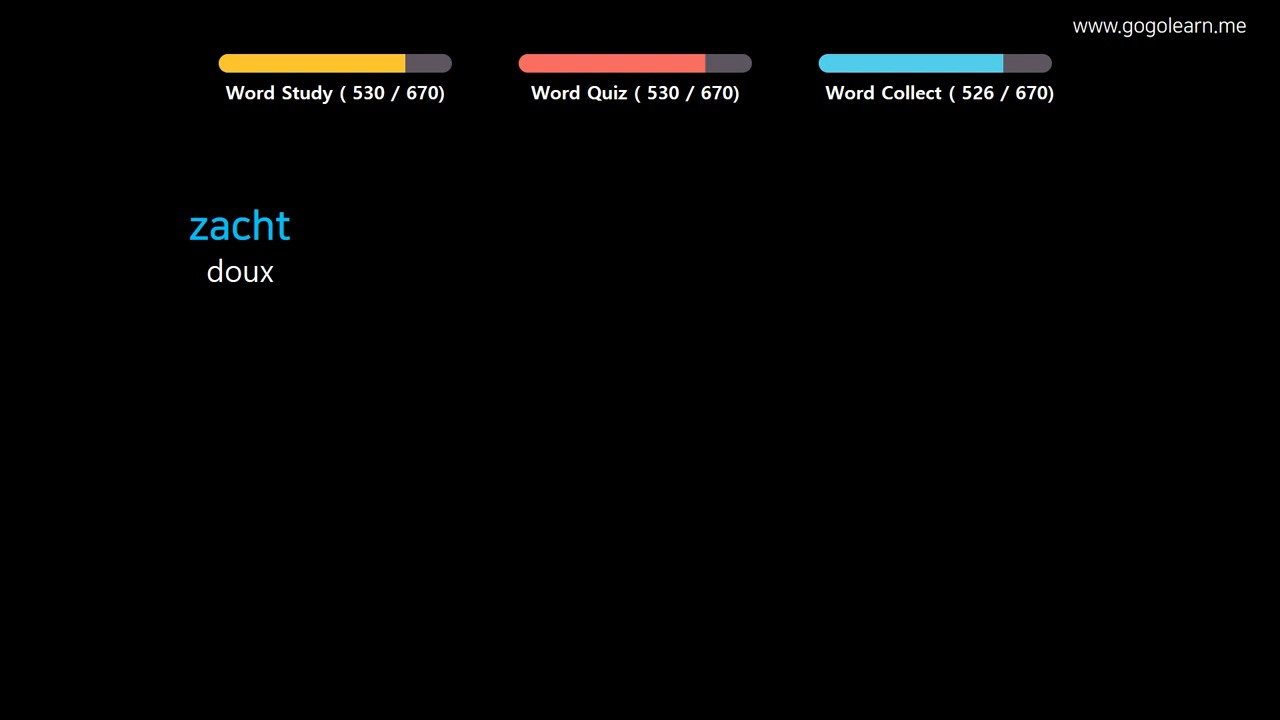 www.gogolearn.me
Word Study ( 530 / 670)
Word Quiz ( 530 / 670)
Word Collect ( 526 / 670)
zacht
doux